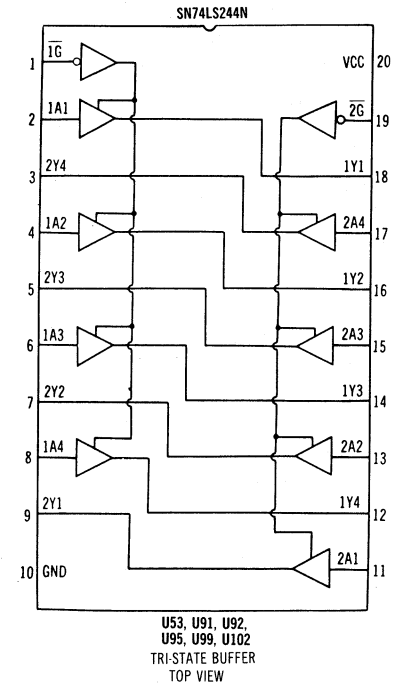 SN74LS244N
1G
1 VCC 20
2 1A1 2G 19
3 2Y4 1Y1 18
4 1A2 2A4 17
5 2Y3 1Y2 16
6 1A3 2A3 15
7 2Y2 1Y3 14
8 1A4 2A2 13
9 2Y1 1Y4 12
10 GND 2A1 11
U53, U91, U92,
U95, U99, U102
TRI-STATE BUFFER
TOP VIEW